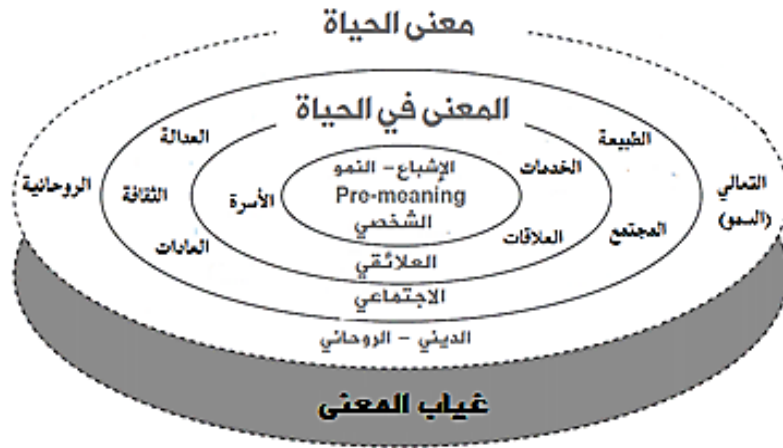 معنى الحياة
المعنى في الحياة
العدالة
الطبيعة
الإشباع – النمو
الخدمات
الروحانية
الثقافة
الأسرة
Pre-meaning
التعالي
(السمو)
الشخصي
المجتمع
العلاقات
العادات
العلائقي
الاجتماعي
الديني – الروحاني
غياب المعنى